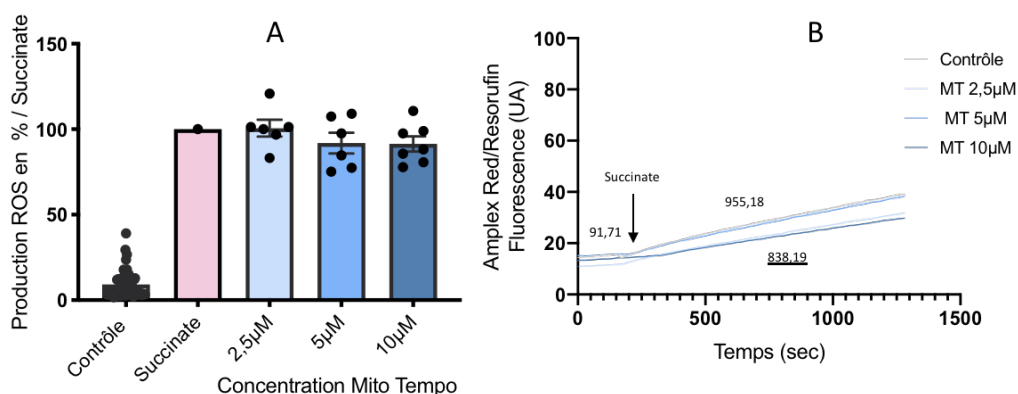 A
Production ROS en % / Succinate
150
100
50
0
Contrôle
Succinate
2,5µM
5µM
10µM
Concentration Mito Tempo
B
Amplex Red/Resorufin
Fluorescence (UA)
100
80
60
40
20
0
Succinate
91,71
955,18
838,19
0
500
1000
1500
Temps (sec)
Contrôle
MT 2,5µM
MT 5µM
MT 10µM